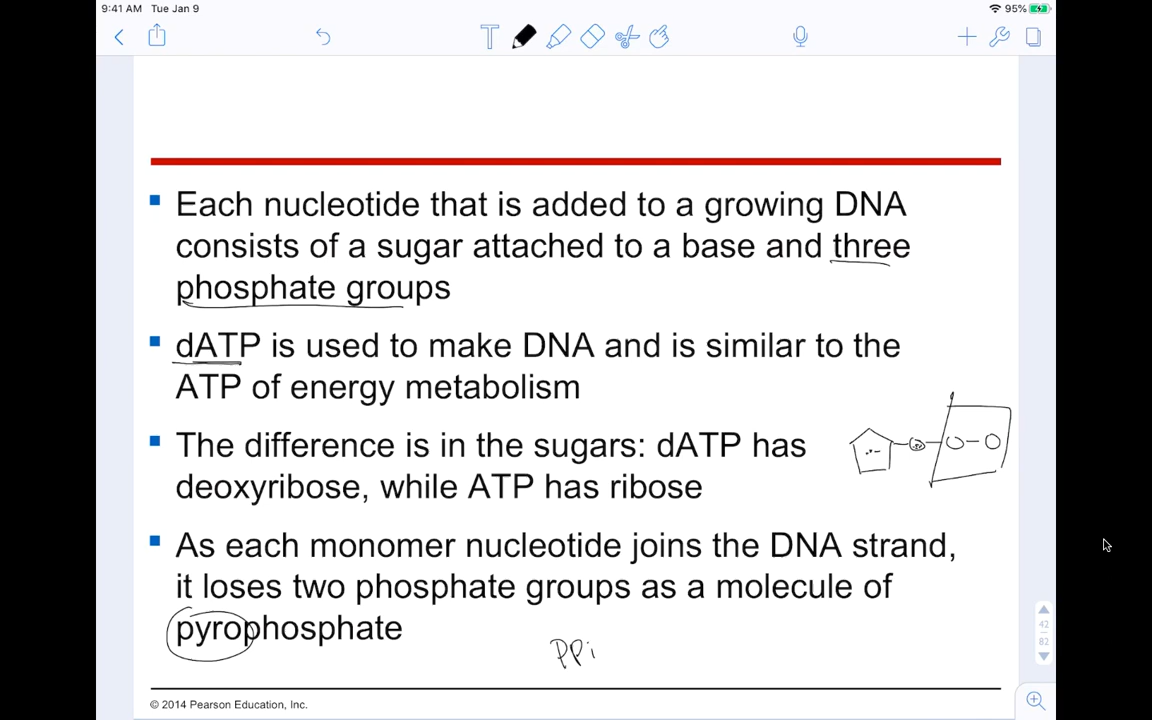 9:41 AM Tue Jan 9
95%
Each nucleotide that is added to a growing DNA
consists of a sugar attached to a base and three
phosphate groups
dATP is used to make DNA and is similar to the
ATP of energy metabolism
The difference is in the sugars: dATP has
deoxyribose, while ATP has ribose
As each monomer nucleotide joins the DNA strand,
it loses two phosphate groups as a molecule of
pyrophosphate
PPi
42
82
© 2014 Pearson Education, Inc.